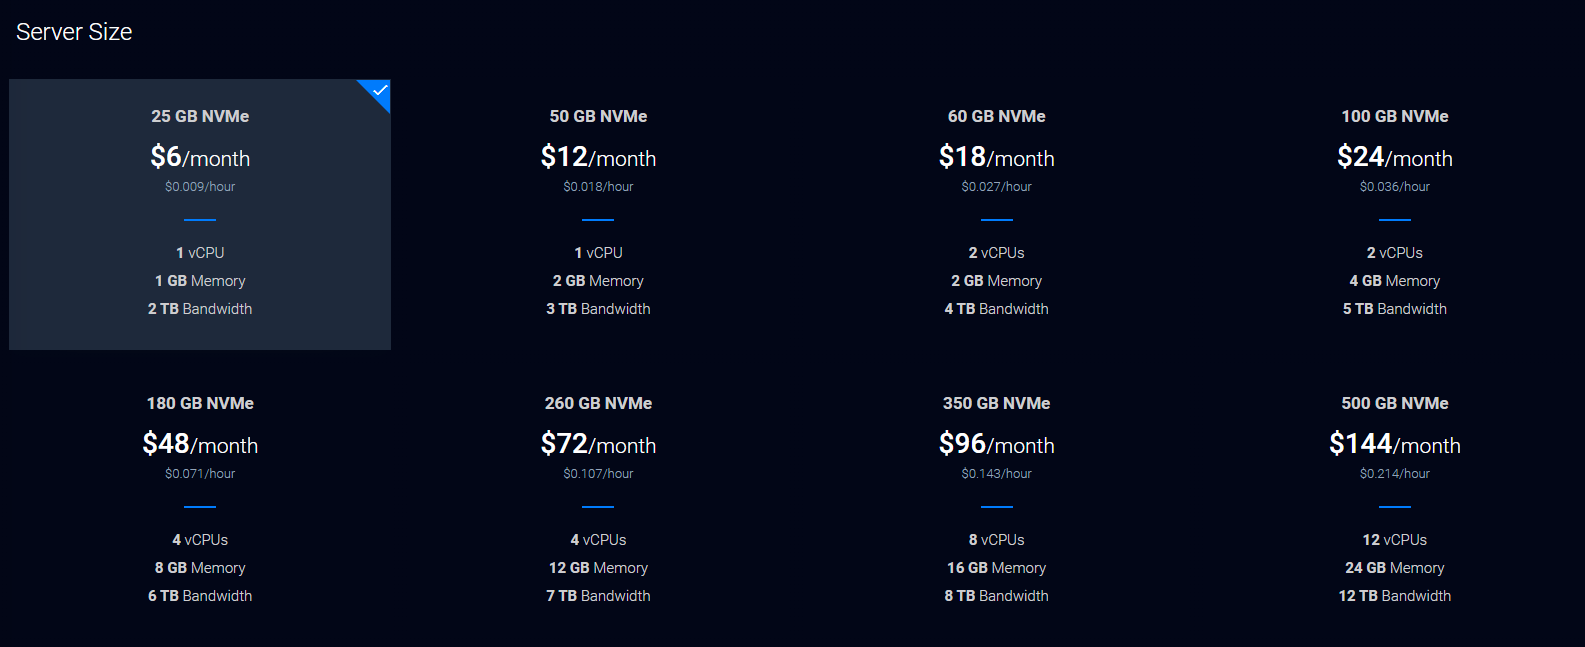 Server Size
25 GB NVMe
$6/month
$0.009/hour
1 vCPU
1 GB Memory
2 TB Bandwidth
50 GB NVMe
$12/month
$0.018/hour
1 vCPU
2 GB Memory
3 TB Bandwidth
60 GB NVMe
$18/month
$0.027/hour
2 vCPUs
2 GB Memory
4 TB Bandwidth
100 GB NVMe
$24/month
$0.036/hour
2 vCPUs
4 GB Memory
5 TB Bandwidth
180 GB NVMe
$48/month
$0.071/hour
4 vCPUs
8 GB Memory
6 TB Bandwidth
260 GB NVMe
$72/month
$0.107/hour
4 vCPUs
12 GB Memory
7 TB Bandwidth
350 GB NVMe
$96/month
$0.143/hour
8 vCPUs
16 GB Memory
8 TB Bandwidth
500 GB NVMe
$144/month
$0.214/hour
12 vCPUs
24 GB Memory
12 TB Bandwidth